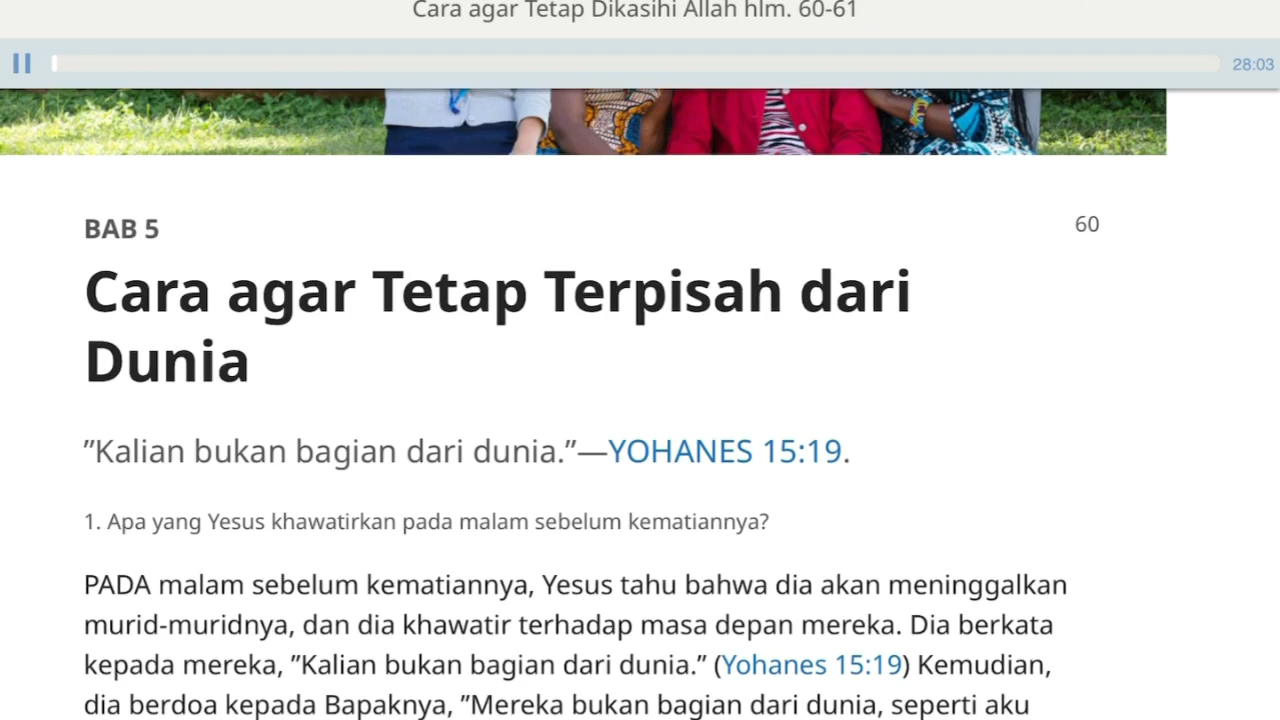 Cara agar Tetap Dikasihi Allah hlm. 60-61
28:03
BAB 5
60
Cara agar Tetap Terpisah dari
Dunia
”Kalian bukan bagian dari dunia.”—YOHANES 15:19.
1. Apa yang Yesus khawatirkan pada malam sebelum kematiannya?
PADA malam sebelum kematiannya, Yesus tahu bahwa dia akan meninggalkan
murid-muridnya, dan dia khawatir terhadap masa depan mereka. Dia berkata
kepada mereka, ”Kalian bukan bagian dari dunia.” (Yohanes 15:19) Kemudian,
dia berdoa kepada Bapaknya, ”Mereka bukan bagian dari dunia, seperti aku